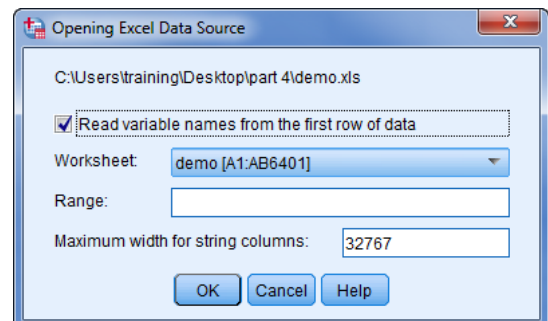 Opening Excel Data Source
C:\Users\training\Desktop\part 4\demo.xls
Read variable names from the first row of data
Worksheet: demo [A1:AB6401]
Range:
Maximum width for string columns: 32767
OK Cancel Help